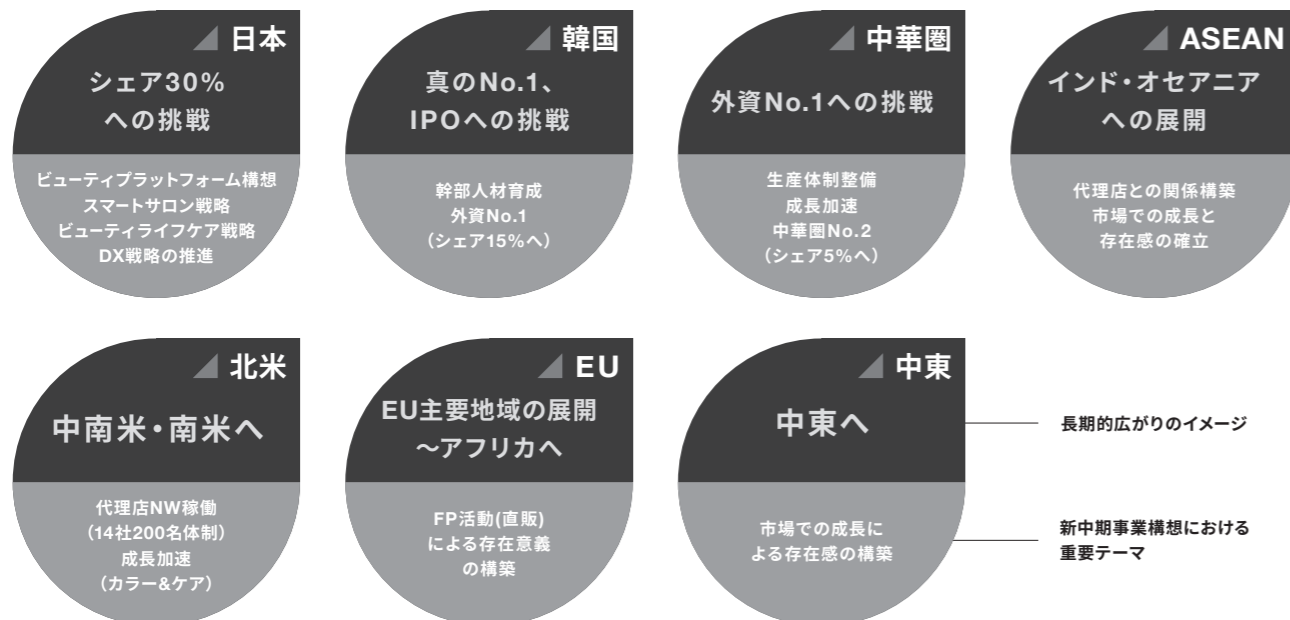 日本
シェア30%
への挑戦
ビューティプラットフォーム構想
スマートサロン戦略
ビューティライフケア戦略
DX戦略の推進
韓国
真のNo.1、
IPOへの挑戦
幹部人材育成
外資No.1
（シェア15%へ）
中華圏
外資No.1への挑戦
生産体制整備
成長加速
中華圏No.2
（シェア5%へ）
ASEAN
インド・オセアニア
への展開
代理店との関係構築
市場での成長と
存在感の確立
北米
中南米・南米へ
代理店NW稼働
（14社200名体制）
成長加速
（カラー&ケア）
EU
EU主要地域の展開
～アフリカへ
FP活動(直販)
による存在意義
の構築
中東
中東へ
市場での成長に
よる存在感の構築
長期的広がりのイメージ
新中期事業構想における
重要テーマ